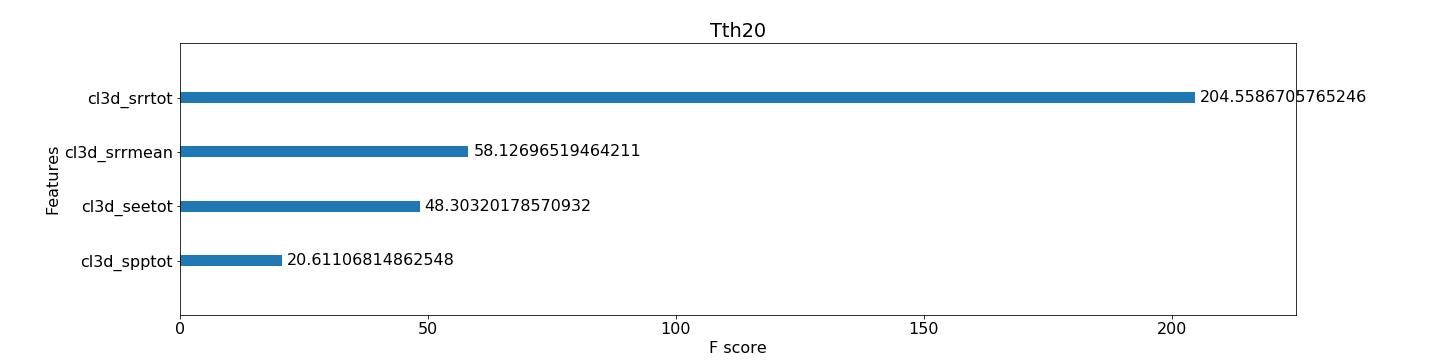 Tth20
Features
cl3d_srrtot
204.5586705765246
cl3d_srrmean
58.12696519464211
cl3d_seetot
48.30320178570932
cl3d_spptot
20.61106814862548
0
50
100
150
200
F score